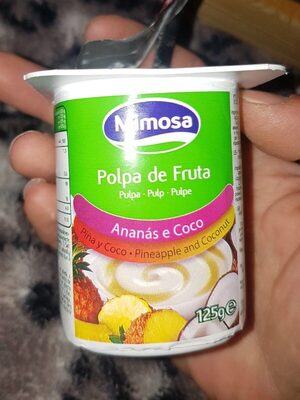 Mimosa
Polpa de Fruta
Pulpa - Pulp - Pulpe
Ananás e Coco
Piña y Coco • Pineapple and Coconut
125g e